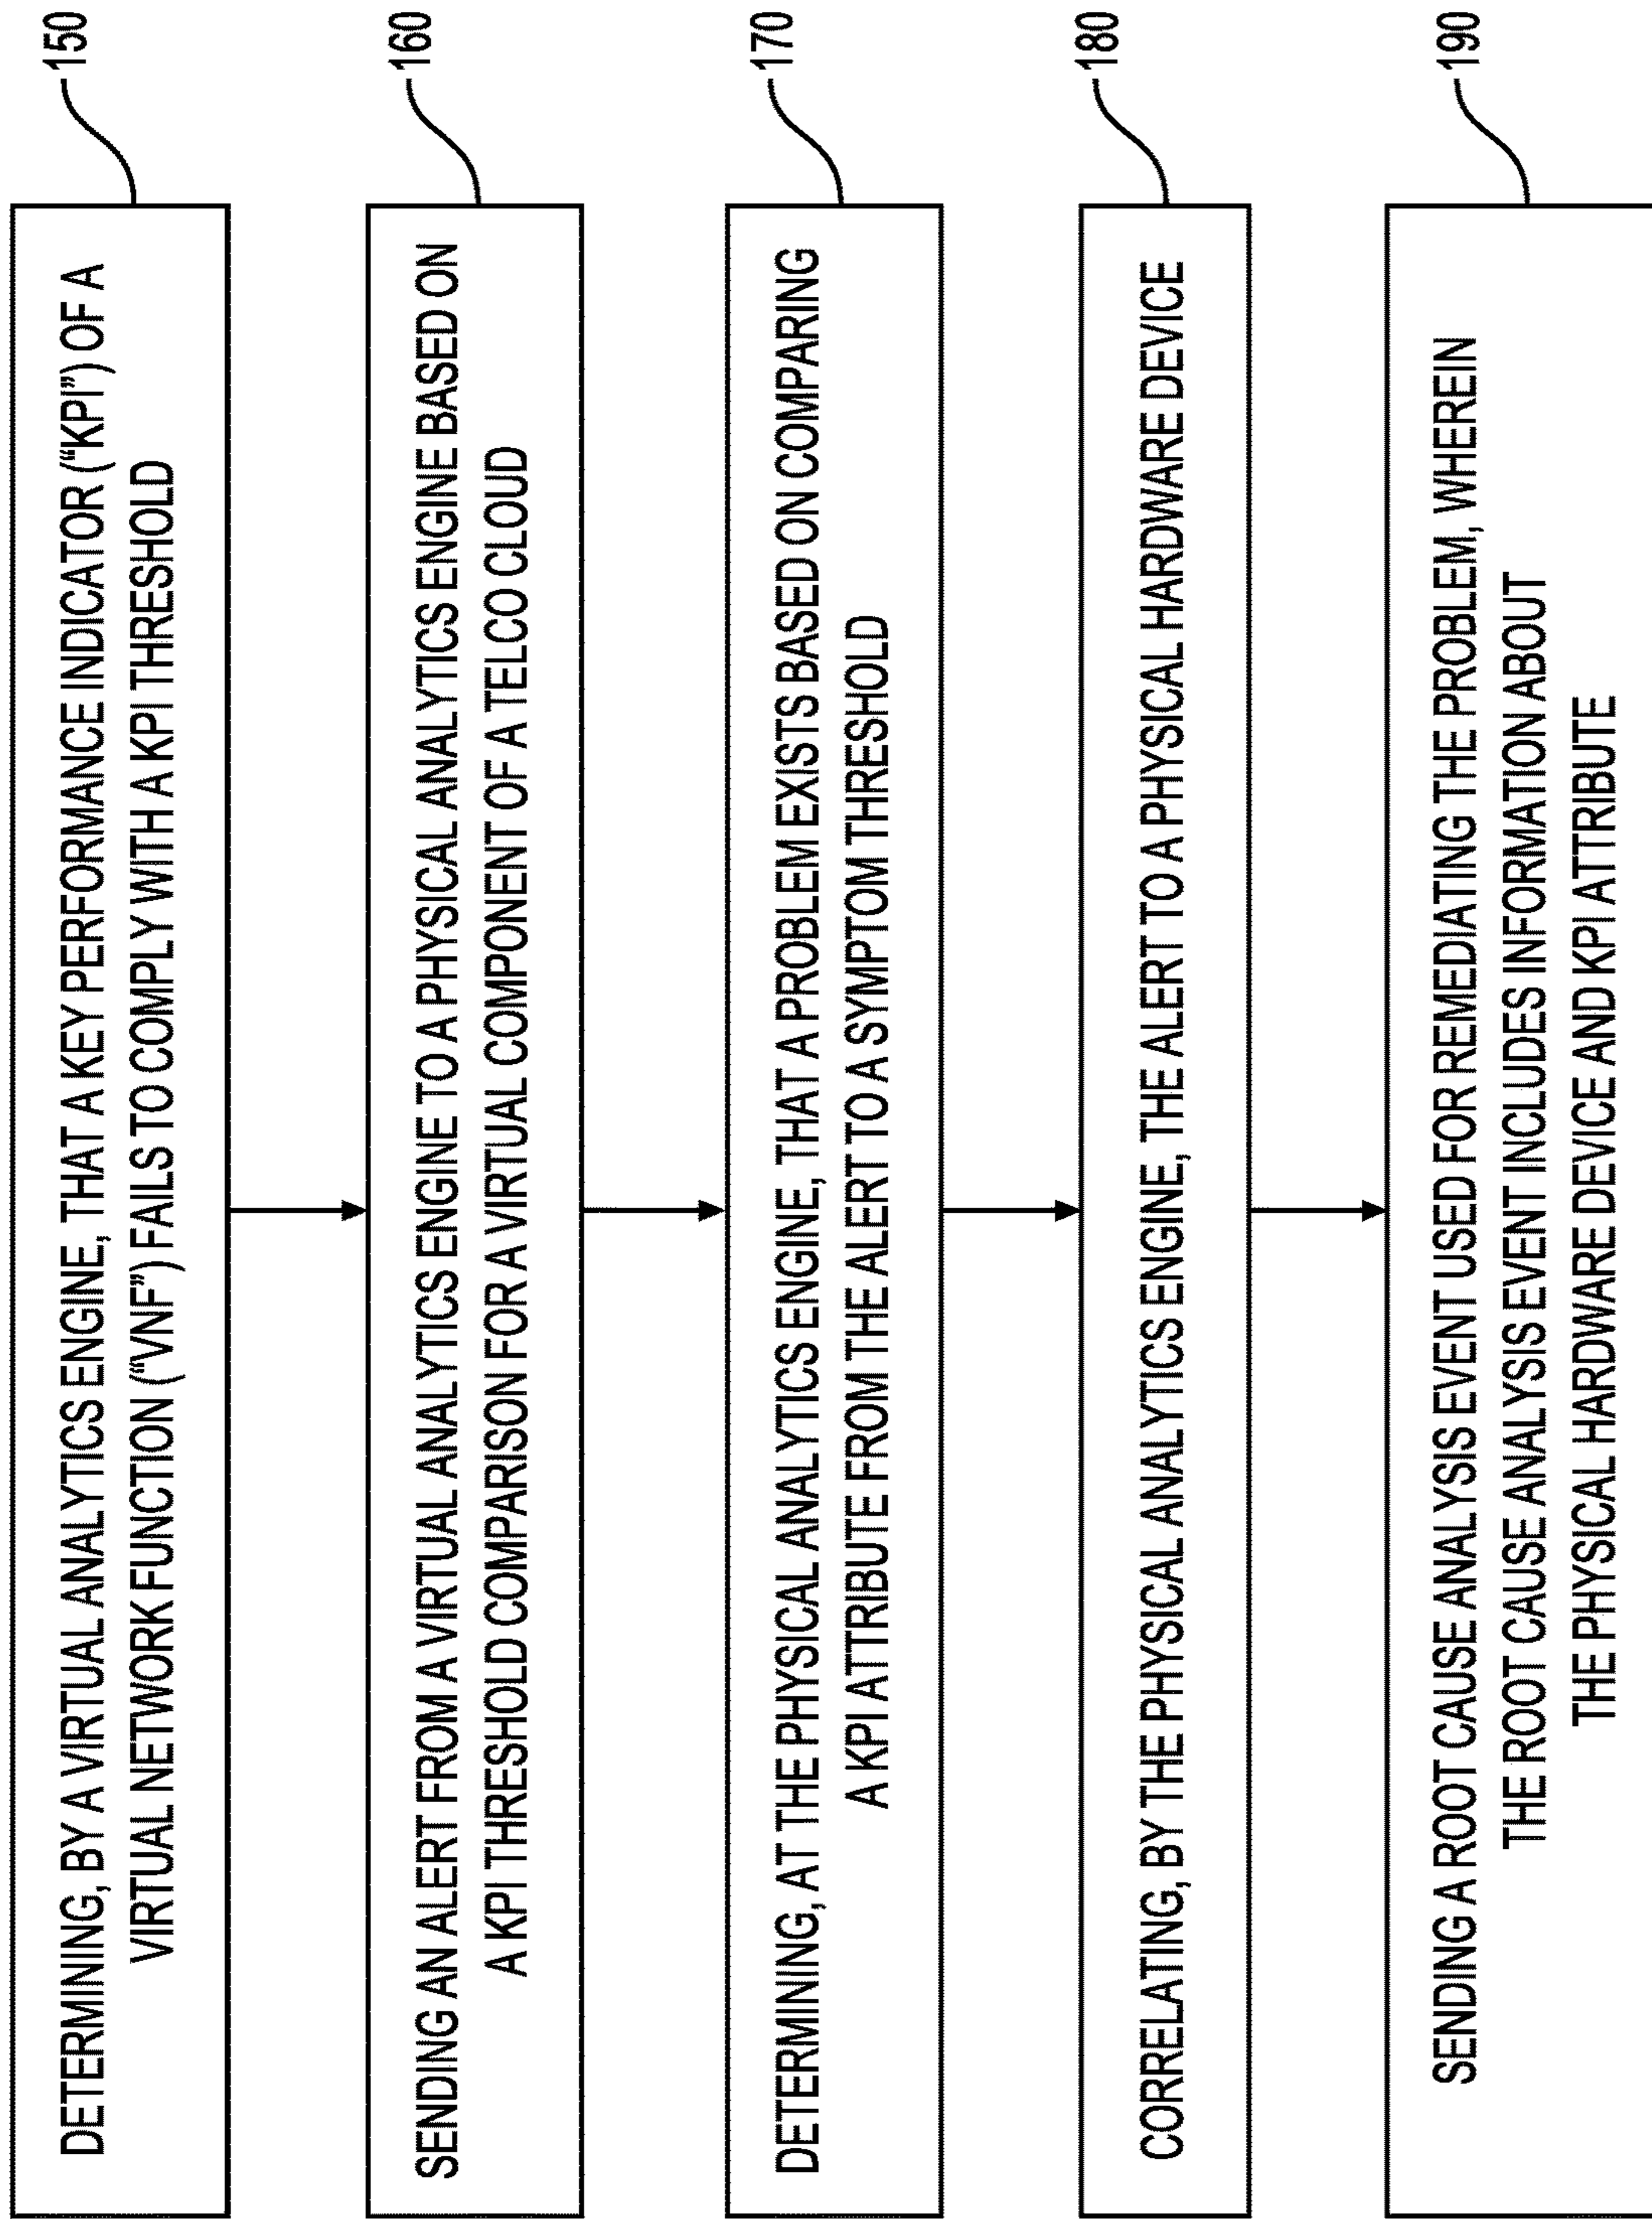 DETERMINING, BY A VIRTUAL ANALYTICS ENGINE, THAT A KEY PERFORMANCE INDICATOR (“KPI”) OF A
VIRTUAL NETWORK FUNCTION (“VNF”) FAILS TO COMPLY WITH A KPI THRESHOLD
150
SENDING AN ALERT FROM A VIRTUAL ANALYTICS ENGINE TO A PHYSICAL ANALYTICS ENGINE BASED ON
A KPI THRESHOLD COMPARISON FOR A VIRTUAL COMPONENT OF A TELCO CLOUD
160
DETERMINING, AT THE PHYSICAL ANALYTICS ENGINE, THAT A PROBLEM EXISTS BASED ON COMPARING
A KPI ATTRIBUTE FROM THE ALERT TO A SYMPTOM THRESHOLD
170
CORRELATING, BY THE PHYSICAL ANALYTICS ENGINE, THE ALERT TO A PHYSICAL HARDWARE DEVICE
180
SENDING A ROOT CAUSE ANALYSIS EVENT USED FOR REMEDIATING THE PROBLEM, WHEREIN
THE ROOT CAUSE ANALYSIS EVENT INCLUDES INFORMATION ABOUT
THE PHYSICAL HARDWARE DEVICE AND KPI ATTRIBUTE
190